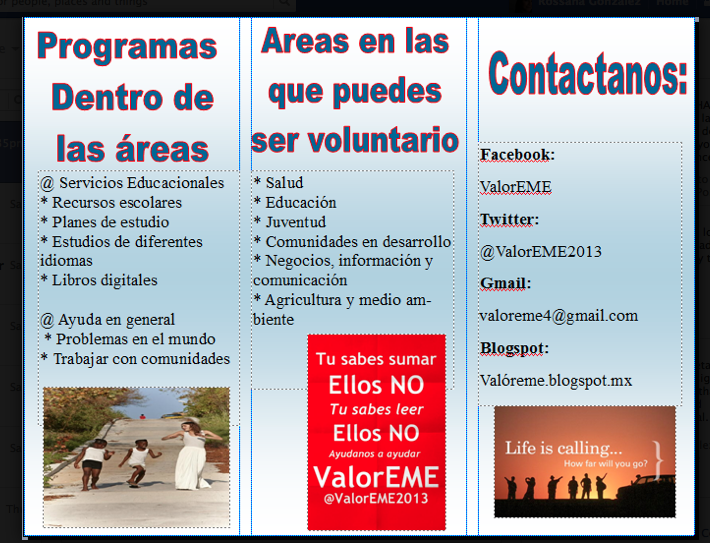 Rossana González
Home
ur people, places and things
Programas
Dentro de
las áreas
@ Servicios Educacionales
* Recursos escolares
* Planes de estudio
* Estudios de diferentes
idiomas
* Libros digitales
@ Ayuda en general
* Problemas en el mundo
* Trabajar con comunidades
Areas en las
que puedes
ser voluntario
* Salud
* Educación
* Juventud
* Comunidades en desarrollo
* Negocios, información y
comunicación
* Agricultura y medio am-
biente
Tu sabes sumar
Ellos NO
Tu sabes leer
Ellos NO
Ayudanos a ayudar
ValorEME
@ValorEME2013
Contactanos:
Facebook:
ValorEME
Twitter:
@ValorEME2013
Gmail:
valoreme4@gmail.com
Blogspot:
Valóreme.blogspot.mx
Life is calling...
How far will you go?